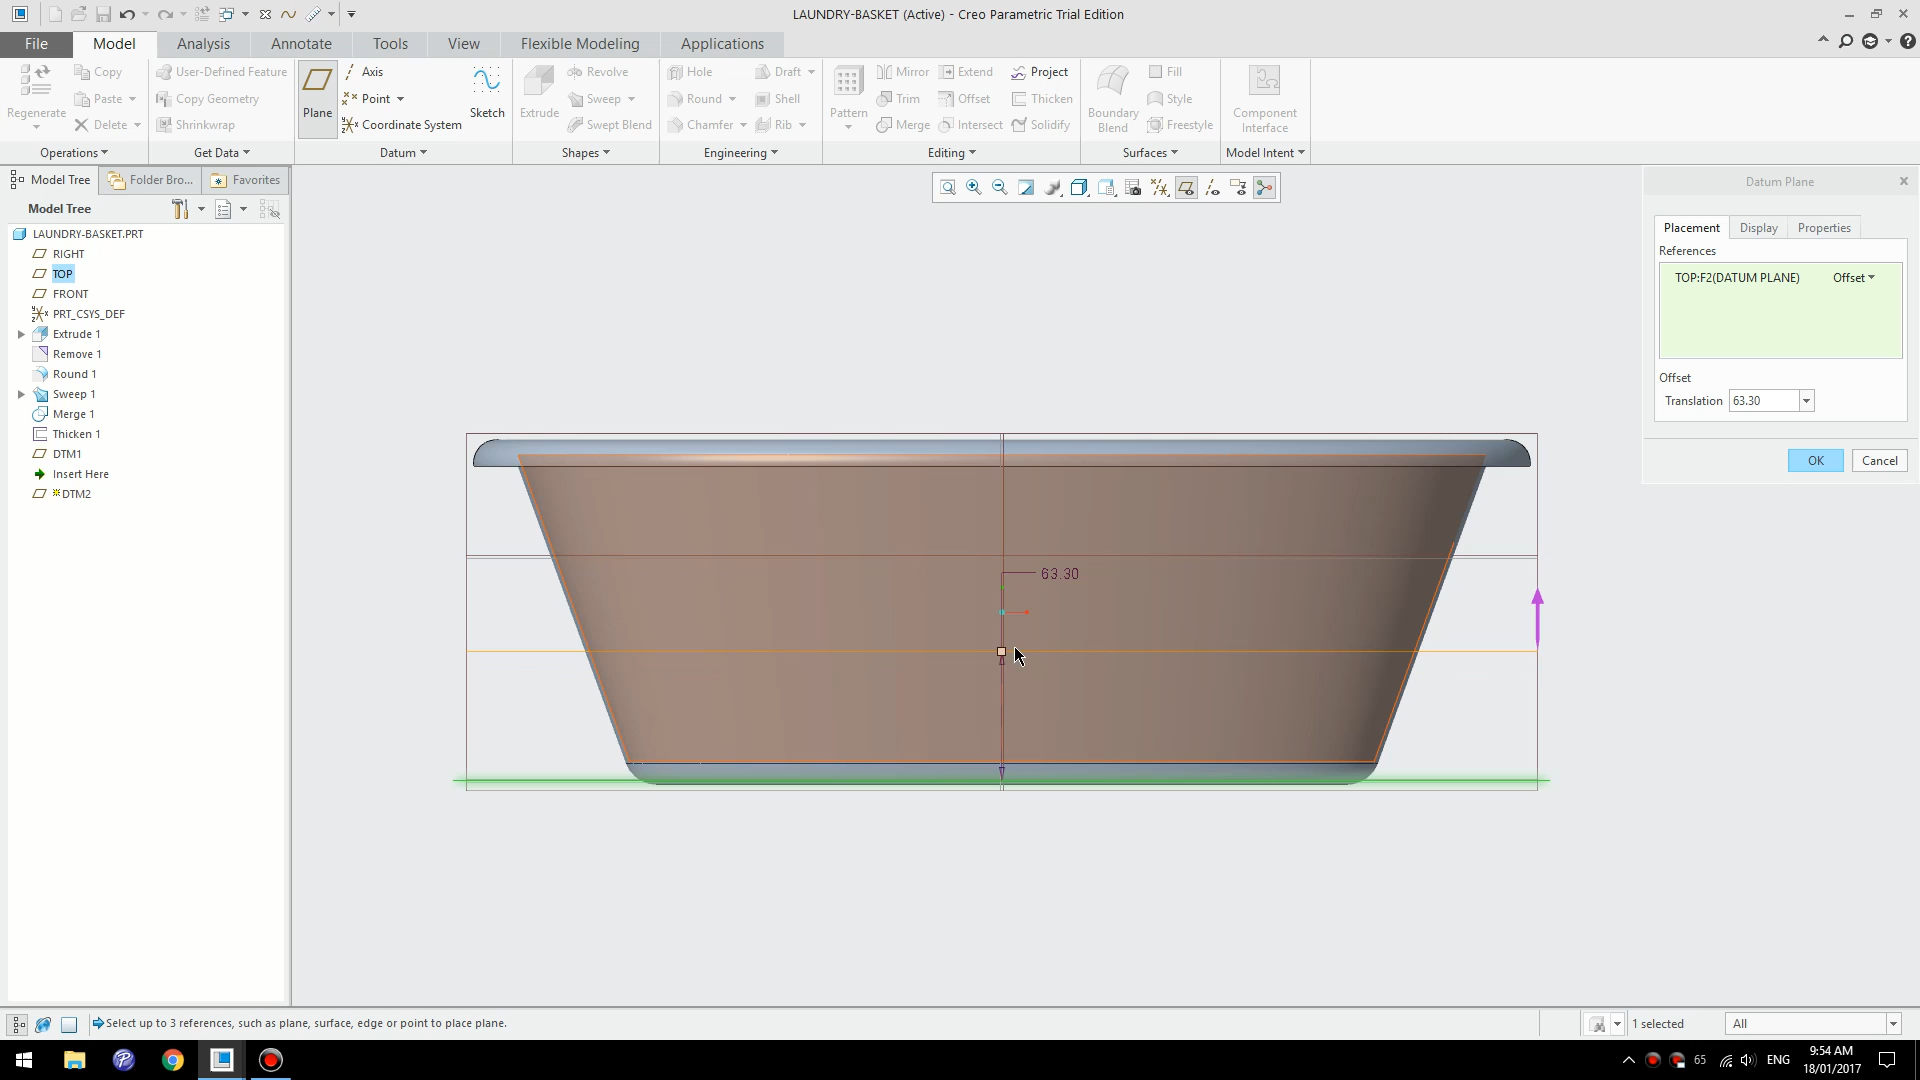 LAUNDRY-BASKET (Active) - Creo Parametric Trial Edition
File Model Analysis Annotate Tools View Flexible Modeling Applications
Regenerate
Copy
Paste
Delete
Operations
User-Defined Feature
Copy Geometry
Shrinkwrap
Get Data
Plane
Axis
Point
Coordinate System
Sketch
Datum
Extrude
Revolve
Sweep
Swept Blend
Shapes
Hole
Round
Chamfer
Draft
Shell
Rib
Engineering
Pattern
Mirror
Trim
Merge
Extend
Offset
Intersect
Project
Thicken
Solidify
Editing
Boundary
Blend
Fill
Style
Freestyle
Surfaces
Component
Interface
Model Intent
Model Tree Folder Bro... Favorites
Model Tree
LAUNDRY-BASKET.PRT
RIGHT
TOP
FRONT
PRT_CSYS_DEF
Extrude 1
Remove 1
Round 1
Sweep 1
Merge 1
Thicken 1
DTM1
Insert Here
DTM2
63.30
Datum Plane
Placement Display Properties
References
TOP:F2(DATUM PLANE) Offset
Offset
Translation 63.30
OK Cancel
Select up to 3 references, such as plane, surface, edge or point to place plane.
1 selected
All
65 ENG
9:54 AM
18/01/2017